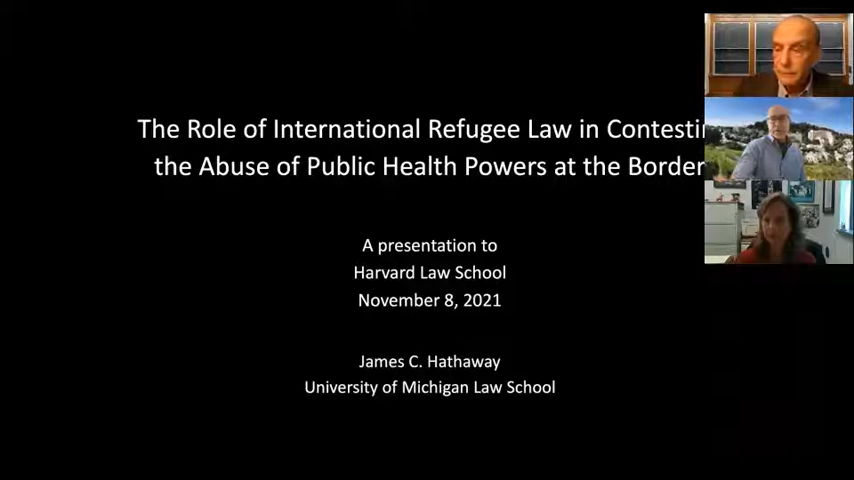 The Role of International Refugee Law in Contesti
the Abuse of Public Health Powers at the Border
A presentation to
Harvard Law School
November 8, 2021
James C. Hathaway
University of Michigan Law School